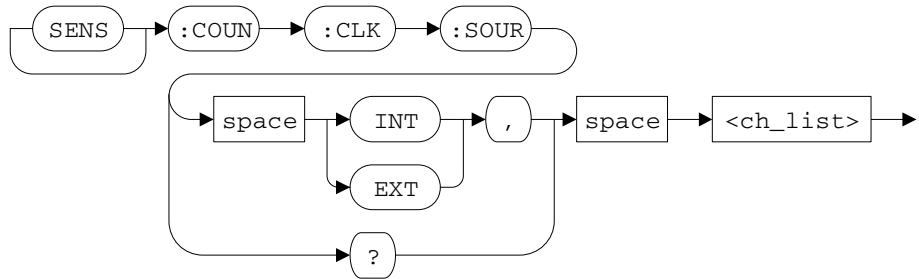 SENS :COUN :CLK :SOUR
space INT , space <ch_list>
EXT
?